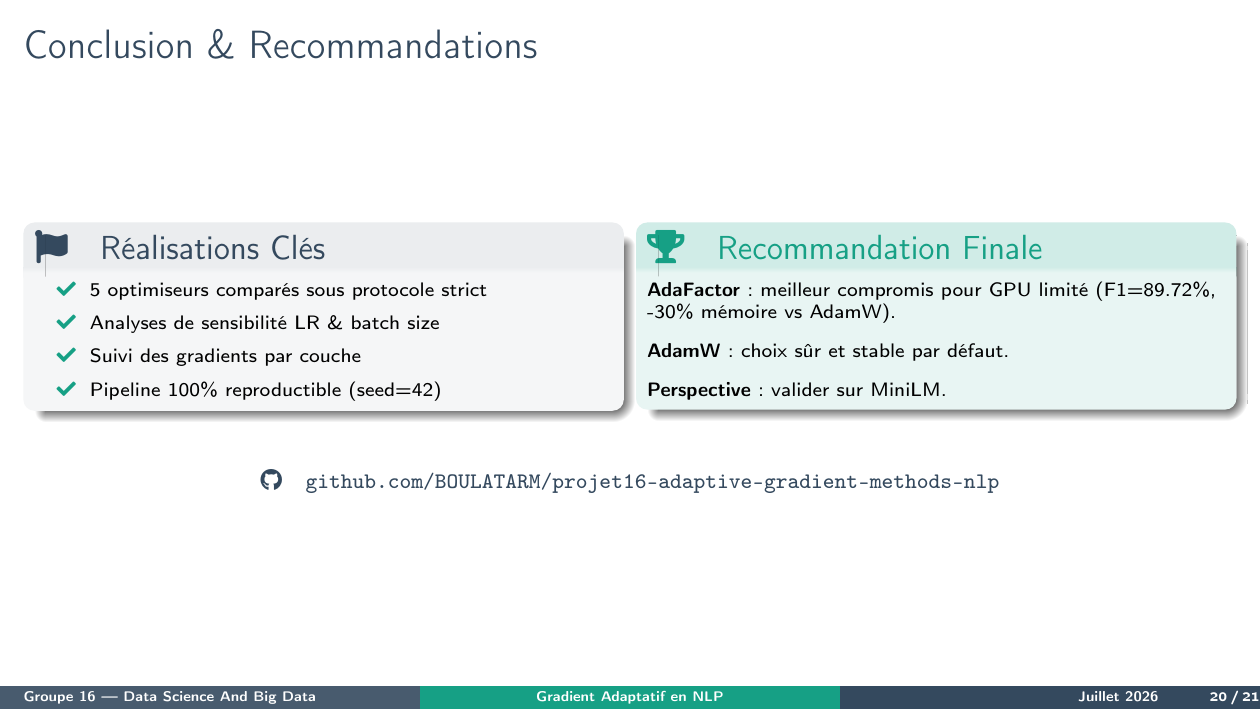 Conclusion & Recommandations
Réalisations Clés
5 optimiseurs comparés sous protocole strict
Analyses de sensibilité LR & batch size
Suivi des gradients par couche
Pipeline 100% reproductible (seed=42)
Recommandation Finale
AdaFactor : meilleur compromis pour GPU limité (F1=89.72%,
-30% mémoire vs AdamW).
AdamW : choix sûr et stable par défaut.
Perspective : valider sur MiniLM.
github.com/BOULATARM/projet16-adaptive-gradient-methods-nlp
Groupe 16 — Data Science And Big Data
Gradient Adaptatif en NLP
Juillet 2026
20 / 21